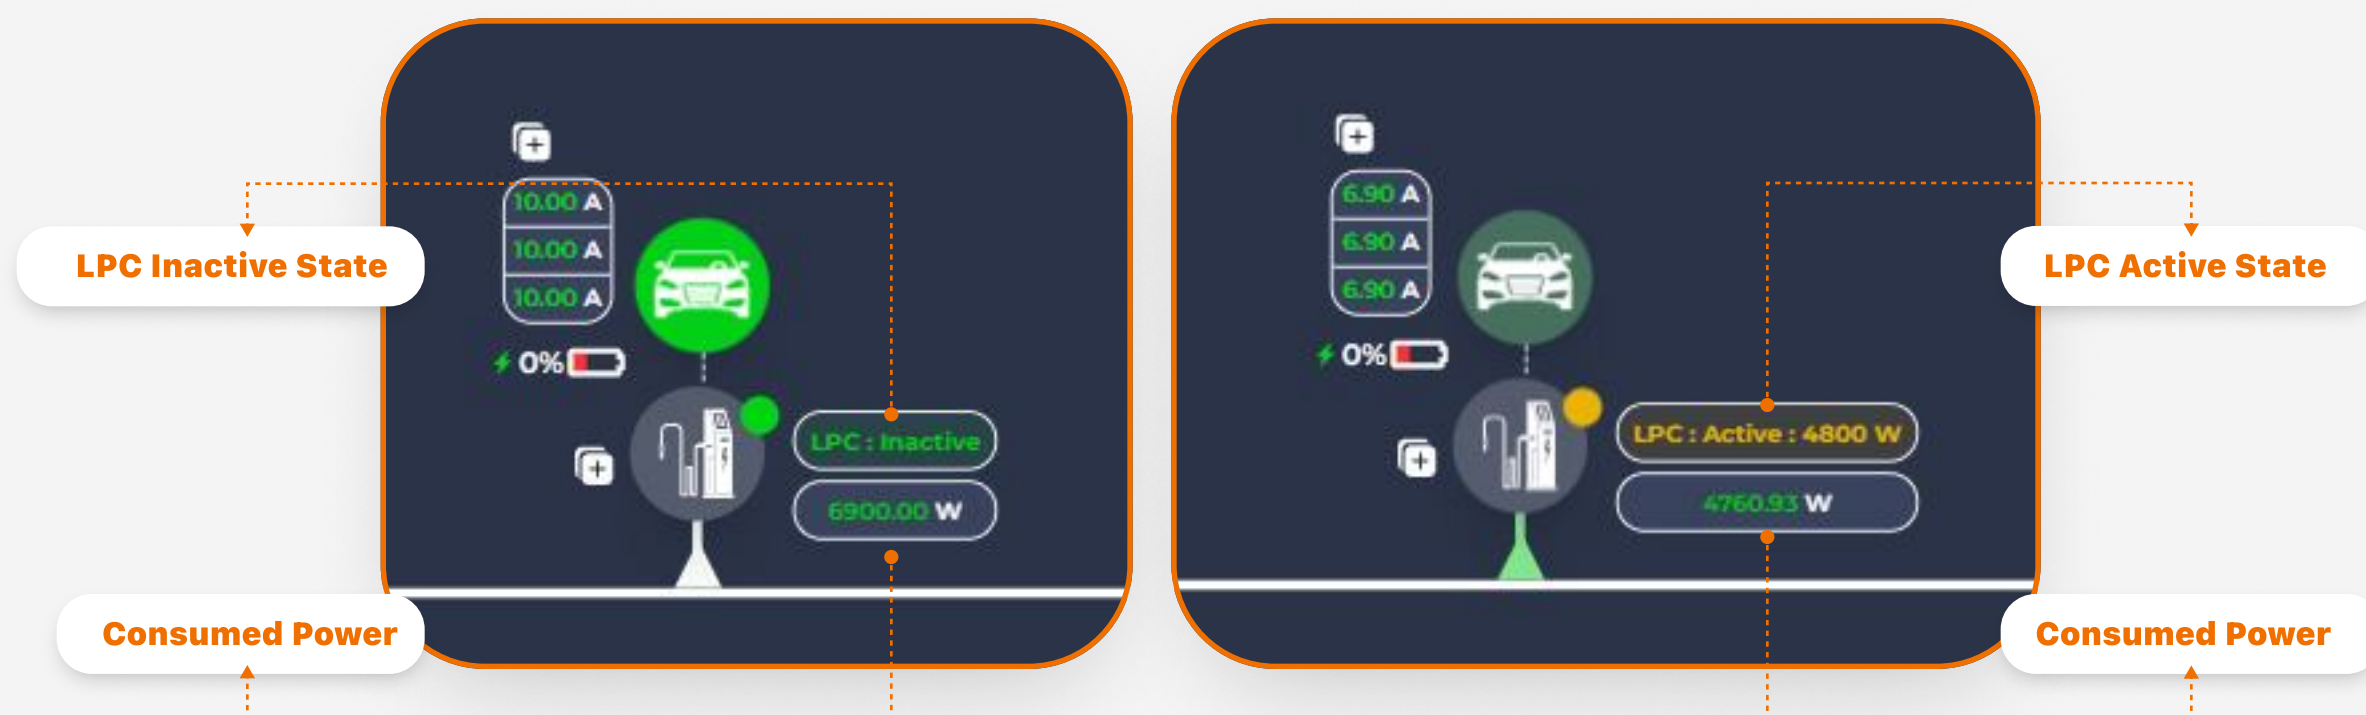 LPC Inactive State
10.00 A
10.00 A
10.00 A
0%
LPC : Inactive
6900.00 W
Consumed Power
6.90 A
6.90 A
6.90 A
0%
LPC : Active : 4800 W
4760.93 W
LPC Active State
Consumed Power